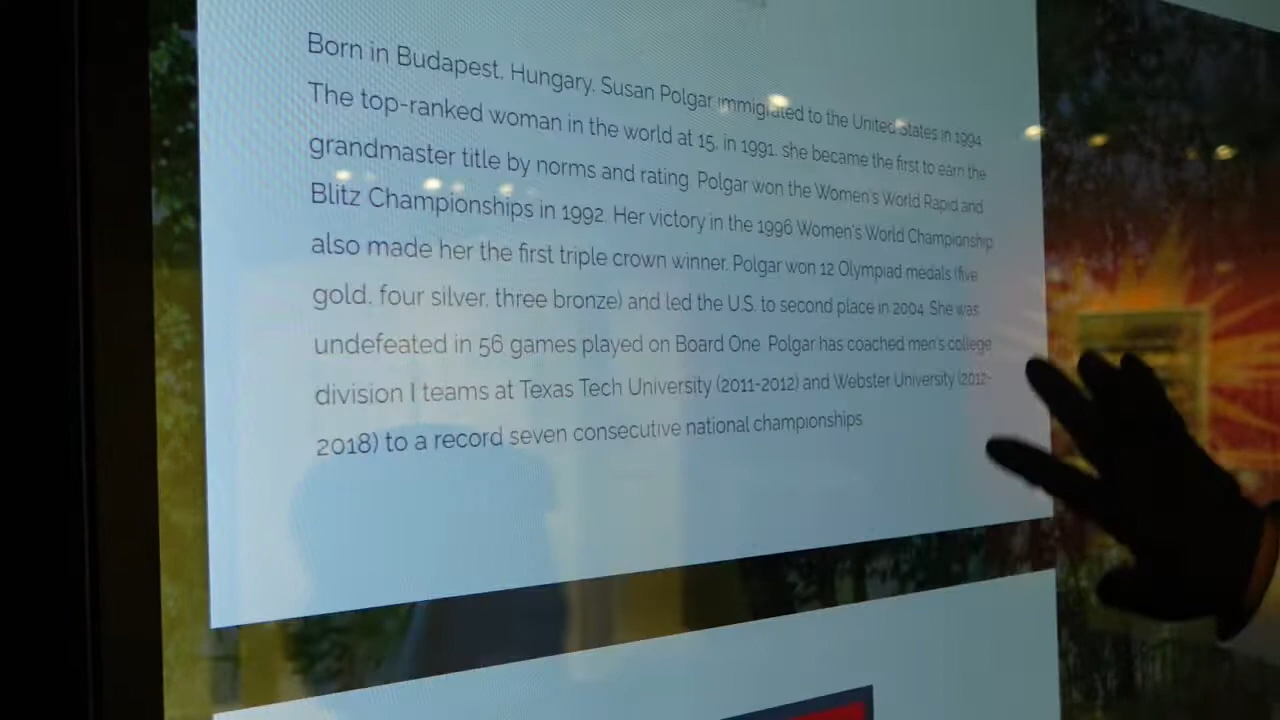 Born in Budapest, Hungary, Susan Polgar immigrated to the United States in 1994.
The top-ranked woman in the world at 15, in 1991, she became the first to earn the
grandmaster title by norms and rating. Polgar won the Women's World Rapid and
Blitz Championships in 1992. Her victory in the 1996 Women's World Championship
also made her the first triple crown winner. Polgar won 12 Olympiad medals (five
gold, four silver, three bronze) and led the U.S. to second place in 2004. She was
undefeated in 56 games played on Board One. Polgar has coached men's college
division I teams at Texas Tech University (2011-2012) and Webster University (2012-
2018) to a record seven consecutive national championships.